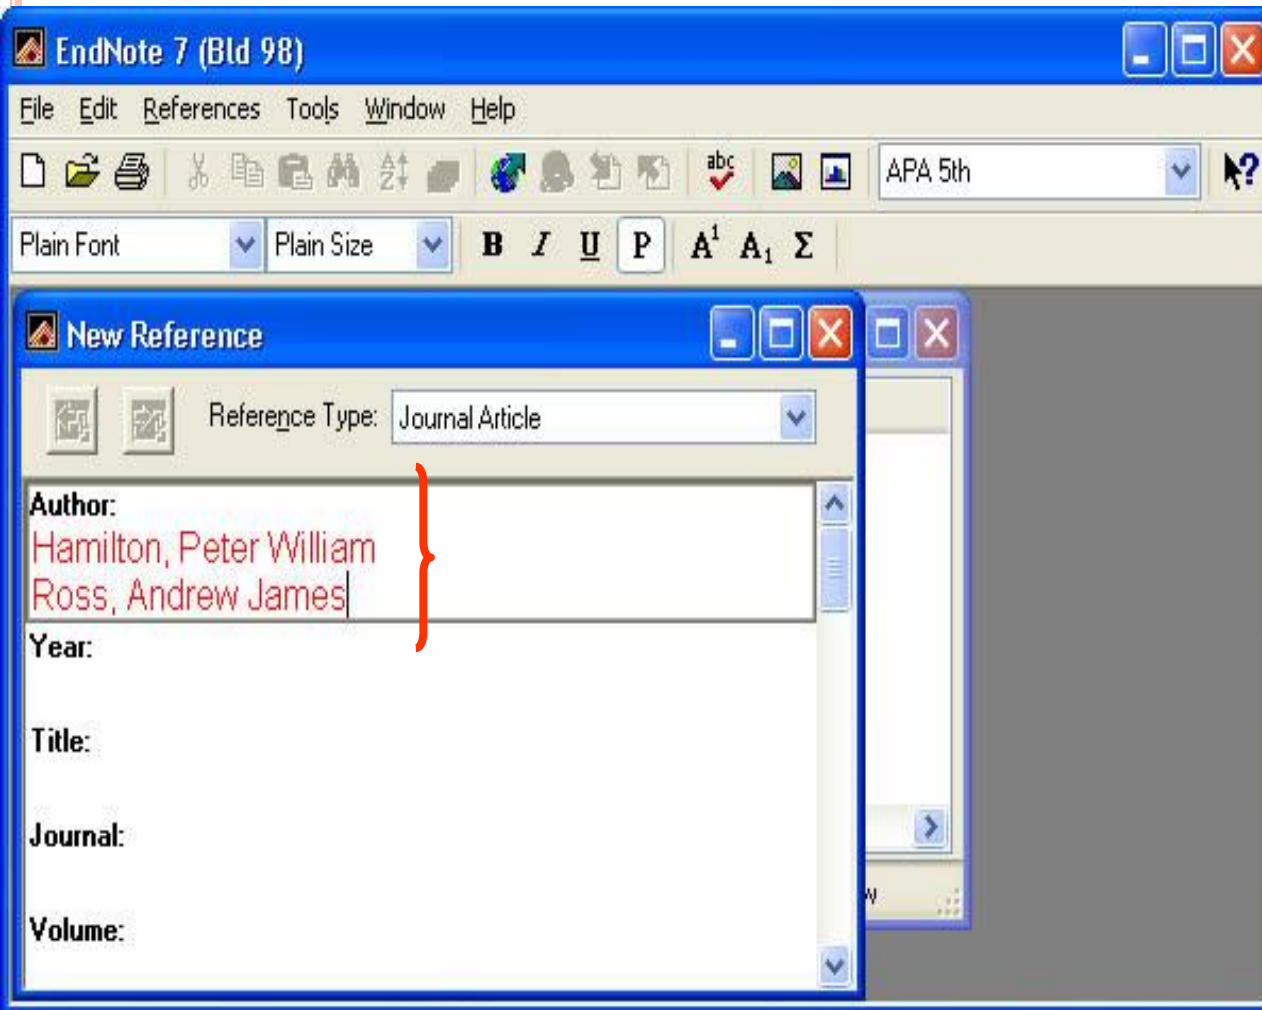 EndNote 7 (Bld 98)
File Edit References Tools Window Help
abc APA 5th ?
Plain Font Plain Size B I U P A1 A1 Σ
New Reference
Reference Type: Journal Article
Author:
Hamilton, Peter William
Ross, Andrew James
Year:
Title:
Journal:
Volume: